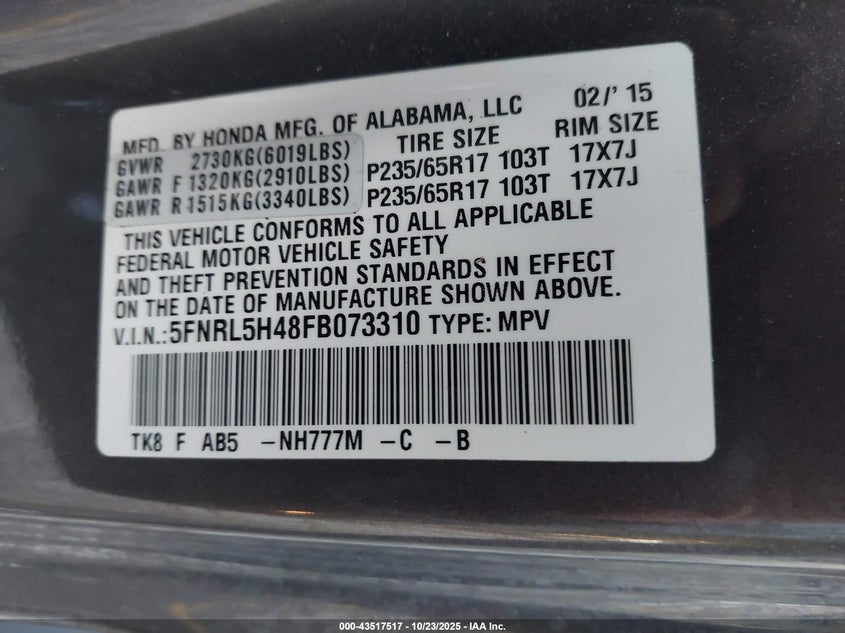 MFD. BY HONDA MFG. OF ALABAMA, LLC 02/' 15
GVWR 2730KG(6019LBS) TIRE SIZE RIM SIZE
GAWR F 1320KG(2910LBS) P235/65R17 103T 17X7J
GAWR R 1515KG(3340LBS) P235/65R17 103T 17X7J
THIS VEHICLE CONFORMS TO ALL APPLICABLE
FEDERAL MOTOR VEHICLE SAFETY
AND THEFT PREVENTION STANDARDS IN EFFECT
ON THE DATE OF MANUFACTURE SHOWN ABOVE.
V.I.N.:5FNRL5H48FB073310 TYPE: MPV
TK8 F AB5 -NH777M -C -B
000-43517517 | 10/23/2025 - IAA Inc.